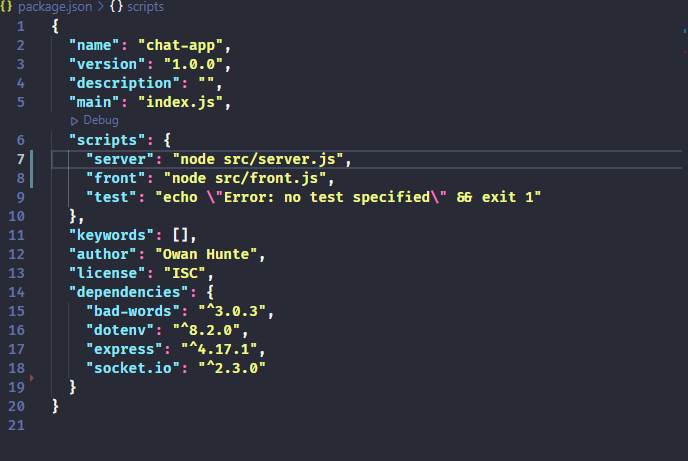 {} package.json > {} scripts
1 {
2 "name": "chat-app",
3 "version": "1.0.0",
4 "description": "",
5 "main": "index.js",
Debug
6 "scripts": {
7 "server": "node src/server.js",
8 "front": "node src/front.js",
9 "test": "echo \"Error: no test specified\" && exit 1"
10 },
11 "keywords": [],
12 "author": "Owan Hunte",
13 "license": "ISC",
14 "dependencies": {
15 "bad-words": "^3.0.3",
16 "dotenv": "^8.2.0",
17 "express": "^4.17.1",
18 "socket.io": "^2.3.0"
19 }
20 }
21